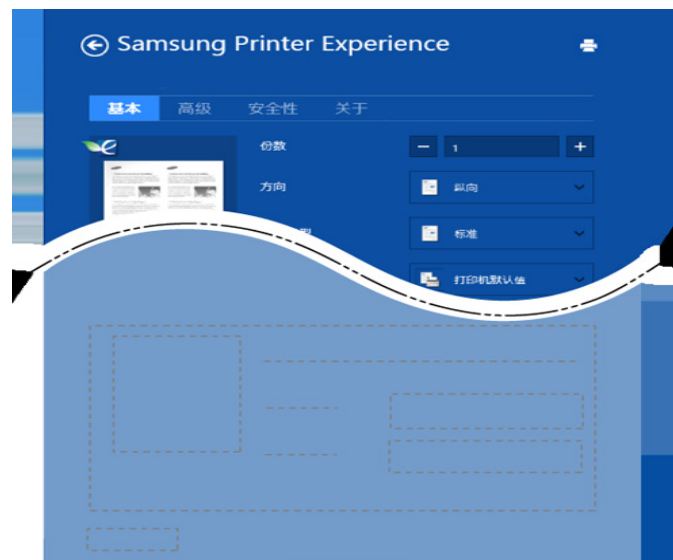 Samsung Printer Experience
基本 高级 安全性 关于
份数 1
方向 纵向
型 标准
打印机默认值